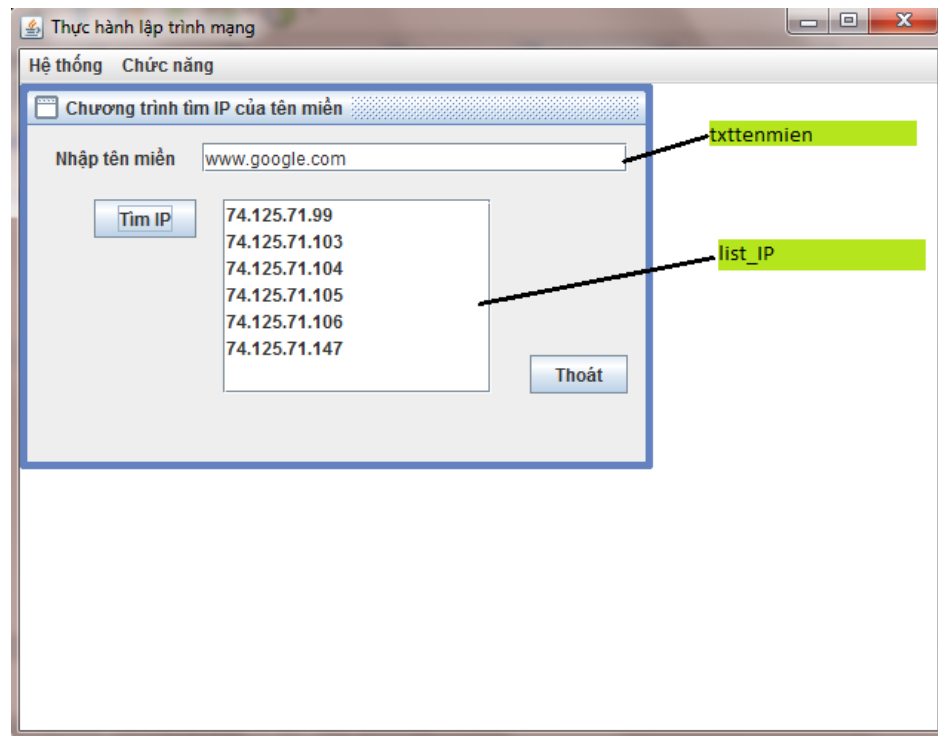 Thực hành lập trình mạng
Hệ thống Chức năng
Chương trình tìm IP của tên miền
Nhập tên miền www.google.com
txttenmien
Tìm IP
74.125.71.99
74.125.71.103
74.125.71.104
74.125.71.105
74.125.71.106
74.125.71.147
list_IP
Thoát